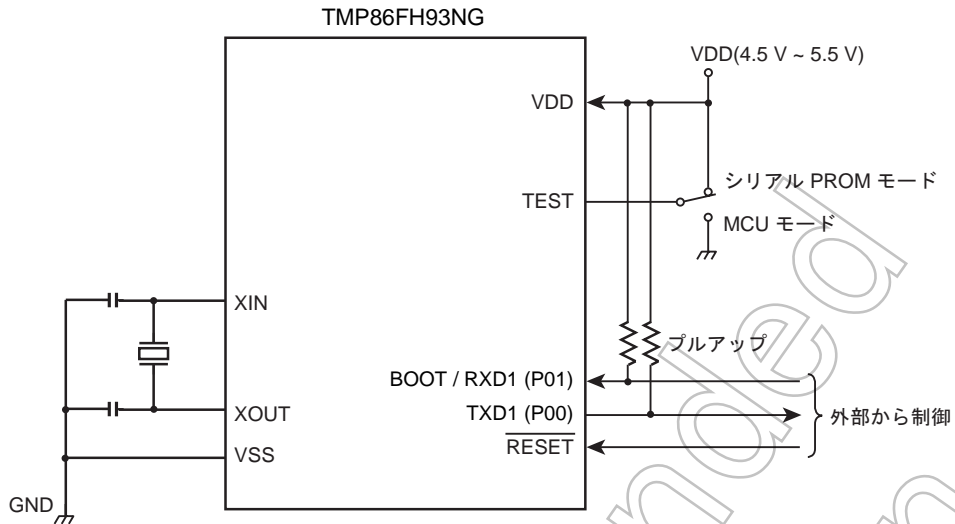 TMP86FH93NG
VDD(4.5 V ~ 5.5 V)
VDD
TEST
シリアル PROM モード
MCU モード
XIN
プルアップ
BOOT / RXD1 (P01)
XOUT
TXD1 (P00)
外部から制御
RESET
VSS
GND